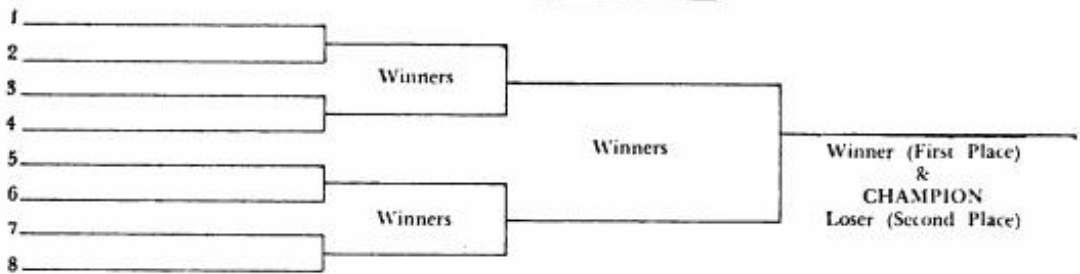 1
2
3
4
5
6
7
8
Winners
Winners
Winners
Winner (First Place)
&
CHAMPION
Loser (Second Place)